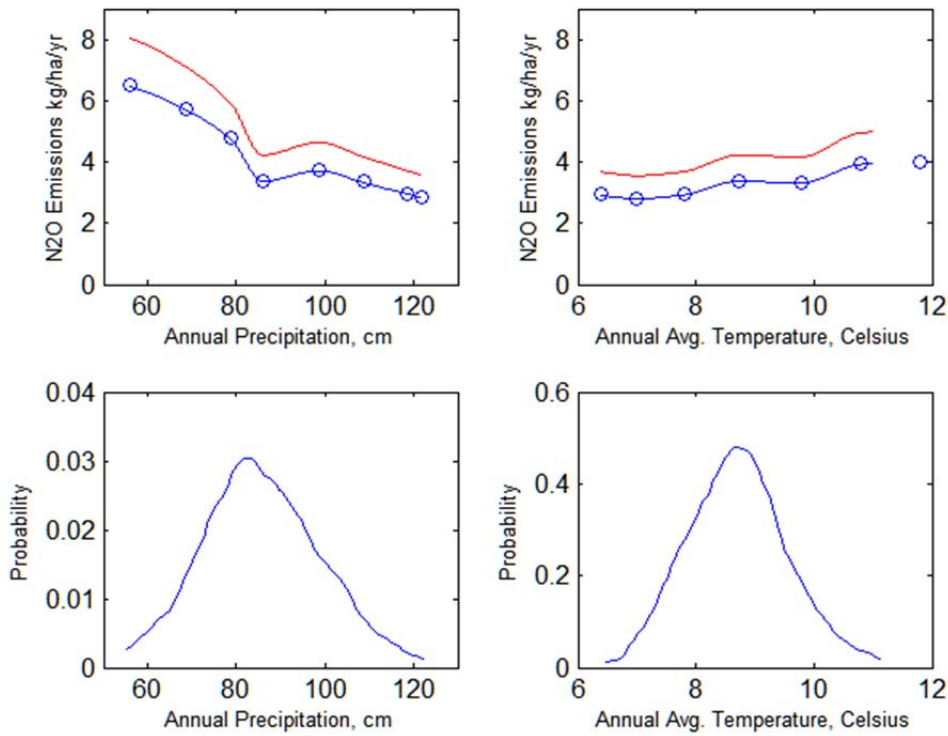 N2O Emissions kg/ha/yr
8
6
4
2
0
60 80 100 120
Annual Precipitation, cm
N2O Emissions kg/ha/yr
8
6
4
2
0
6 8 10 12
Annual Avg. Temperature, Celsius
Probability
0.04
0.03
0.02
0.01
0
60 80 100 120
Annual Precipitation, cm
Probability
0.6
0.4
0.2
0
6 8 10 12
Annual Avg. Temperature, Celsius